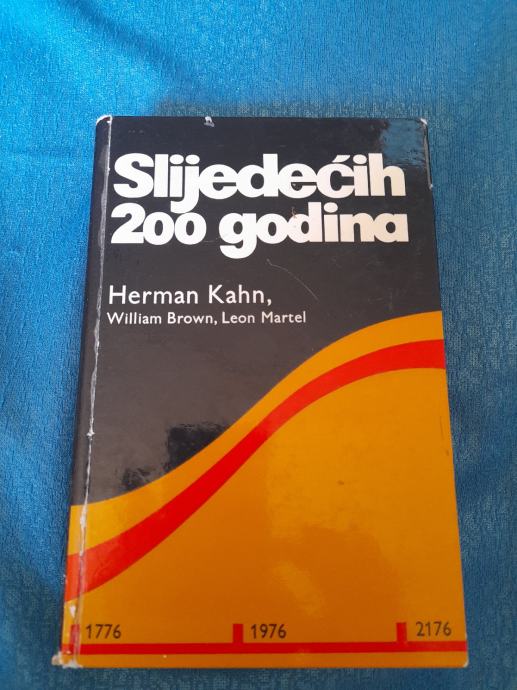 Slijedećih
200 godina
Herman Kahn,
William Brown, Leon Martel
1776 1976 2176